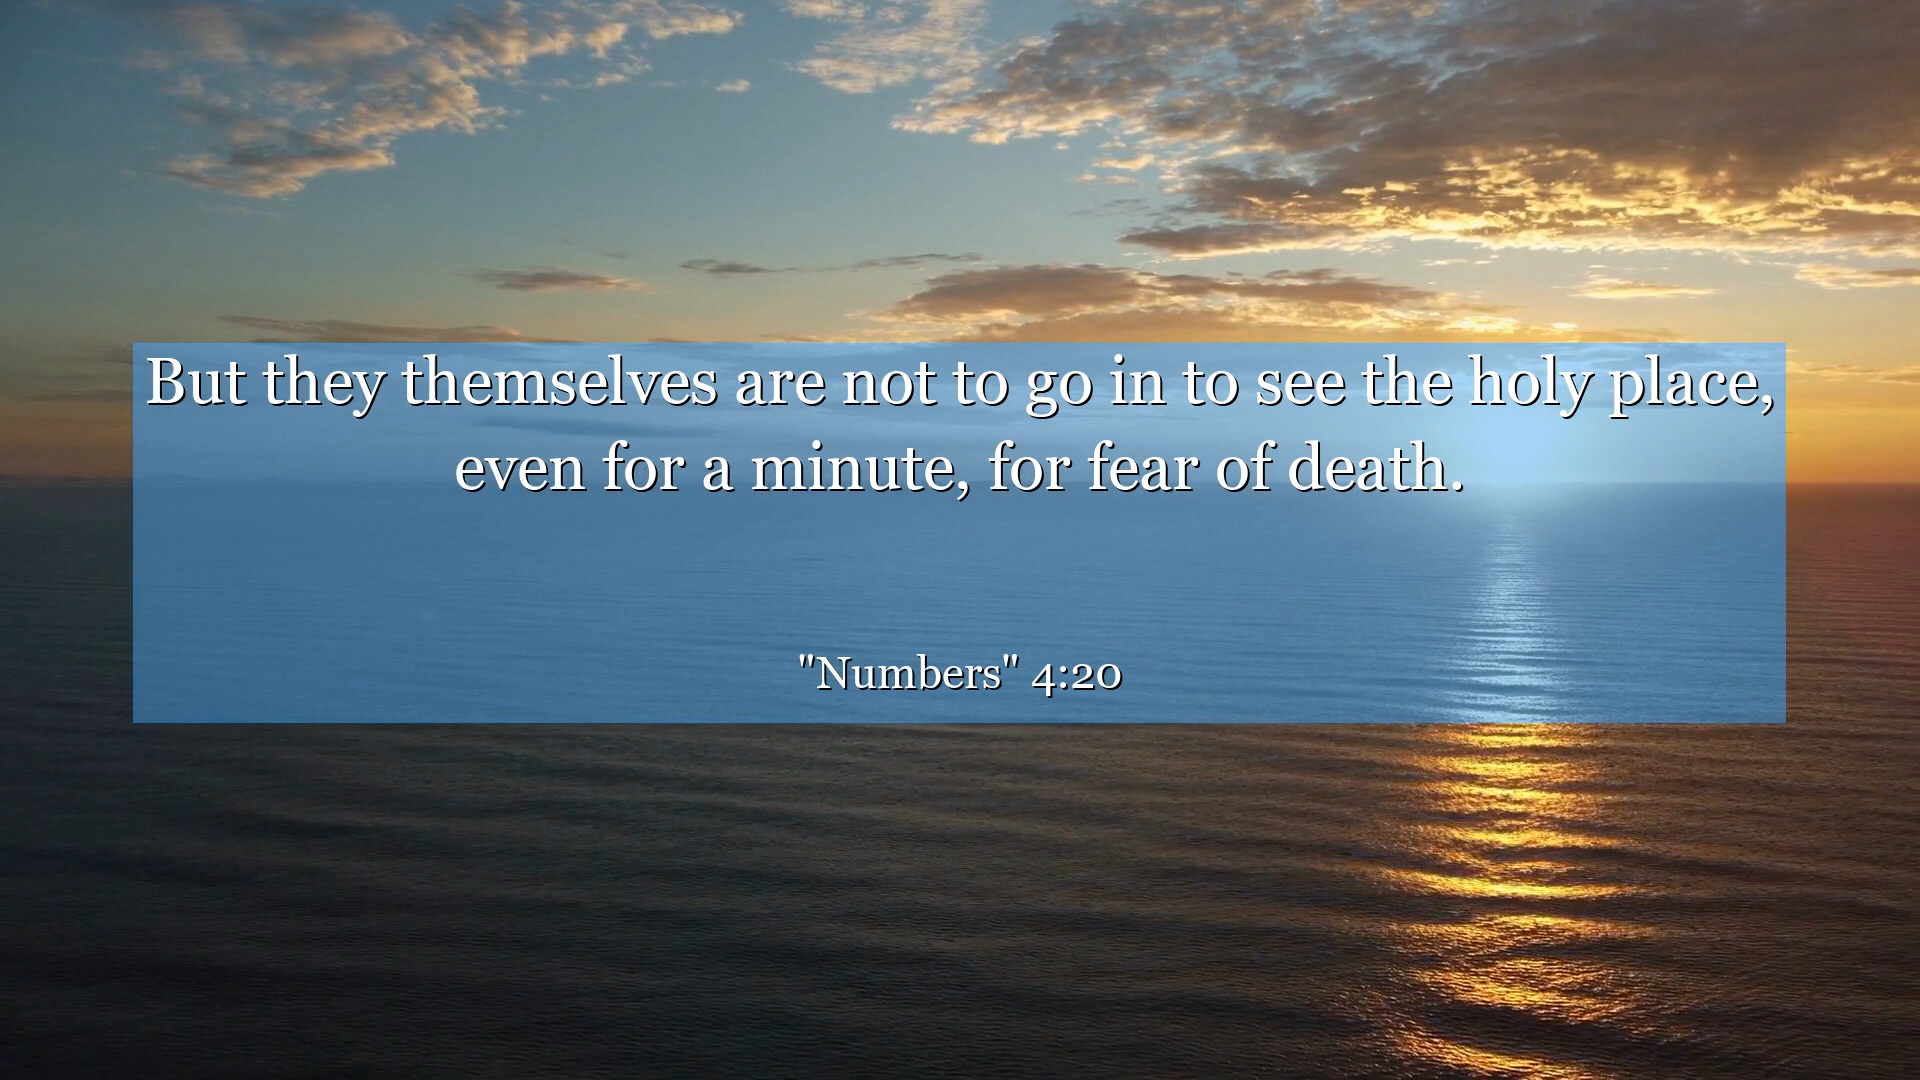 But they themselves are not to go in to see the holy place,
even for a minute, for fear of death.
"Numbers" 4:20